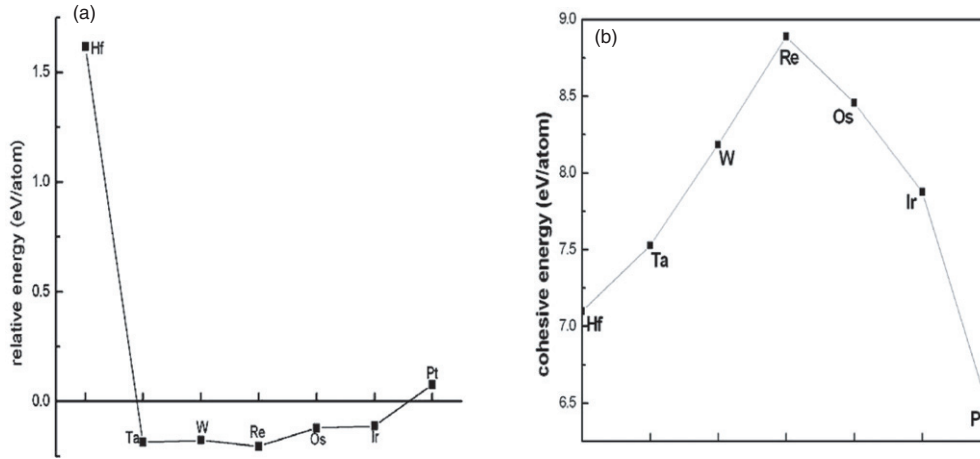 (a)
Hf
1.5
1.0
0.5
0.0
relative energy (eV/atom)
Ta
W
Re
Os
Ir
Pt
(b)
9.0
8.5
8.0
7.5
7.0
6.5
cohesive energy (eV/atom)
Hf
Ta
W
Re
Os
Ir
P